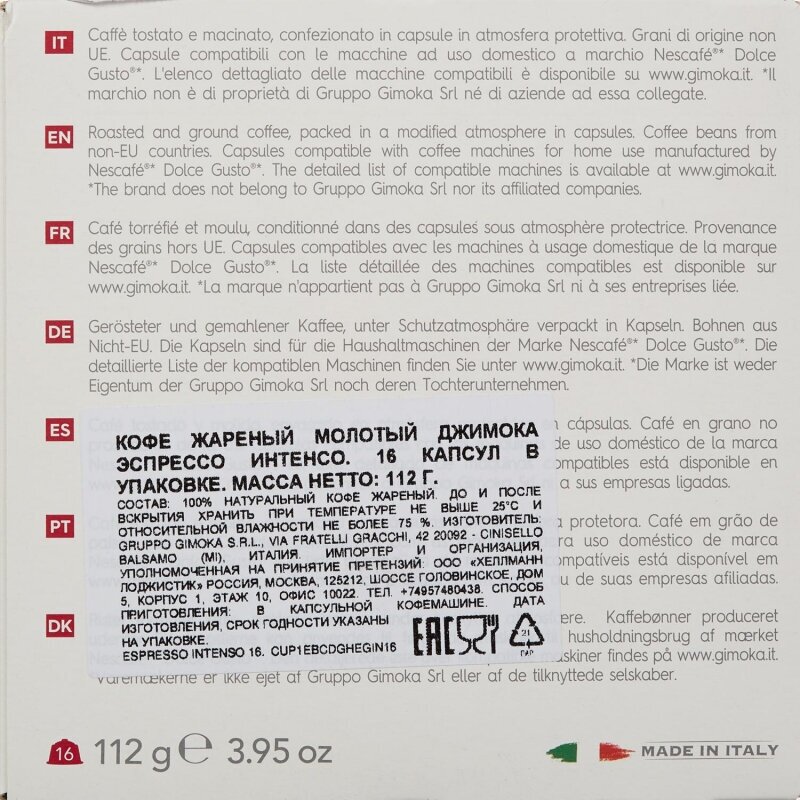 IT
Caffè tostato e macinato, confezionato in capsule in atmosfera protettiva. Grani di origine non
UE. Capsule compatibili con le macchine ad uso domestico a marchio Nescafé®* Dolce
Gusto®*. L'elenco dettagliato delle macchine compatibili è disponibile su www.gimoka.it. *Il
marchio non è di proprietà di Gruppo Gimoka Srl né di aziende ad essa collegate.
EN
Roasted and ground coffee, packed in a modified atmosphere in capsules. Coffee beans from
non-EU countries. Capsules compatible with coffee machines for home use manufactured by
Nescafé®* Dolce Gusto®*. The detailed list of compatible machines is available at www.gimoka.it.
*The brand does not belong to Gruppo Gimoka Srl nor its affiliated companies.
FR
Café torréfié et moulu, conditionné dans des capsules sous atmosphère protectrice. Provenance
des grains hors UE. Capsules compatibles avec les machines à usage domestique de la marque
Nescafé®* Dolce Gusto®*. La liste détaillée des machines compatibles est disponible sur
www.gimoka.it. *La marque n'appartient pas à Gruppo Gimoka Srl ni à ses entreprises liée.
DE
Gerösteter und gemahlener Kaffee, unter Schutzatmosphäre verpackt in Kapseln. Bohnen aus
Nicht-EU. Die Kapseln sind für die Haushaltmaschinen der Marke Nescafé®* Dolce Gusto®*. Die
detaillierte Liste der kompatiblen Maschinen finden Sie unter www.gimoka.it. *Die Marke ist weder
Eigentum der Gruppo Gimoka Srl noch deren Tochterunternehmen.
ES
cápsulas. Café en grano no
de uso doméstico de la marca
compatibles está disponible en
a sus empresas ligadas.
PT
a protetora. Café em grão de
uso doméstico de marca
compatíveis está disponível em
u de suas empresas afiliadas.
DK
ære. Kaffebønner produceret
husholdningsbrug af mærket
maskiner findes på www.gimoka.it.
Varemækerne er ikke ejet af Gruppo Gimoka Srl eller af de tilknyttede selskaber.
КОФЕ ЖАРЕНЫЙ МОЛОТЫЙ ДЖИМОКА
ЭСПРЕССО ИНТЕНСО. 16 КАПСУЛ В
УПАКОВКЕ. МАССА НЕТТО: 112 Г.
СОСТАВ: 100% НАТУРАЛЬНЫЙ КОФЕ ЖАРЕНЫЙ. ДО И ПОСЛЕ
ВСКРЫТИЯ ХРАНИТЬ ПРИ ТЕМПЕРАТУРЕ НЕ ВЫШЕ 25°С И
ОТНОСИТЕЛЬНОЙ ВЛАЖНОСТИ НЕ БОЛЕЕ 75 %. ИЗГОТОВИТЕЛЬ:
GRUPPO GIMOKA S.R.L., VIA FRATELLI GRACCHI, 42 20092 - CINISELLO
BALSAMO (MI), ИТАЛИЯ. ИМПОРТЕР И ОРГАНИЗАЦИЯ,
УПОЛНОМОЧЕННАЯ НА ПРИНЯТИЕ ПРЕТЕНЗИЙ: ООО «ХЕЛЛМАНН
ЛОДЖИСТИК» РОССИЯ, МОСКВА, 125212, ШОССЕ ГОЛОВИНСКОЕ, ДОМ
5, КОРПУС 1, ЭТАЖ 10, ОФИС 10022. ТЕЛ. +74957480438. СПОСОБ
ПРИГОТОВЛЕНИЯ: В КАПСУЛЬНОЙ КОФЕМАШИНЕ. ДАТА
ИЗГОТОВЛЕНИЯ, СРОК ГОДНОСТИ УКАЗАНЫ
НА УПАКОВКЕ.
ESPRESSO INTENSO 16. CUP1EBCDGHEGIN16
EAC
21
PAP
16 112 g ℮ 3.95 oz
MADE IN ITALY